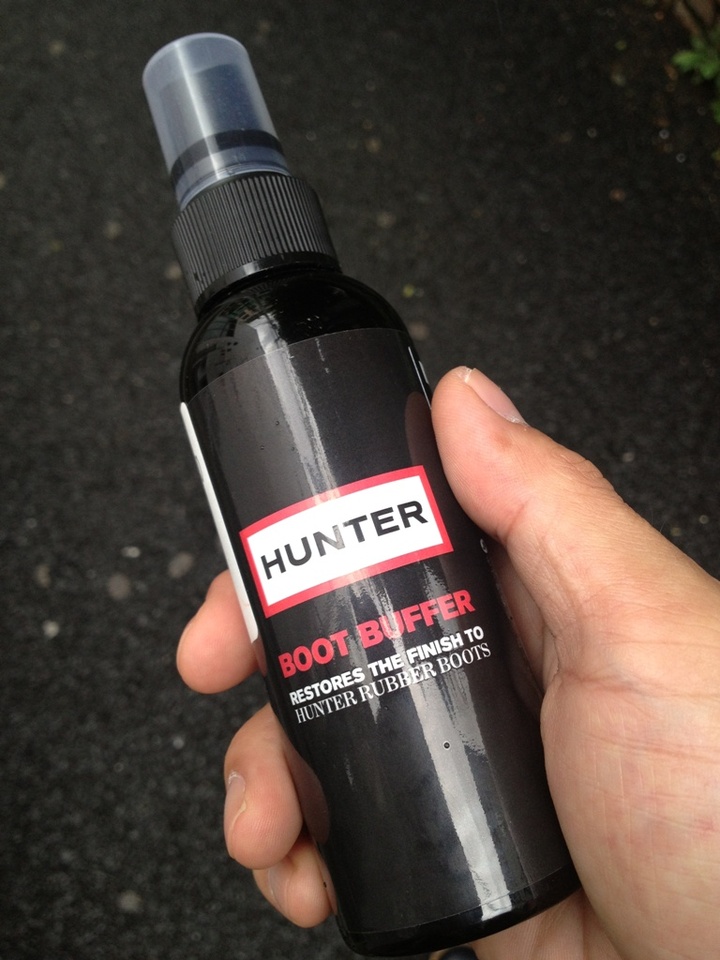 HUNTER
BOOT BUFFER
RESTORES THE FINISH TO
HUNTER RUBBER BOOTS